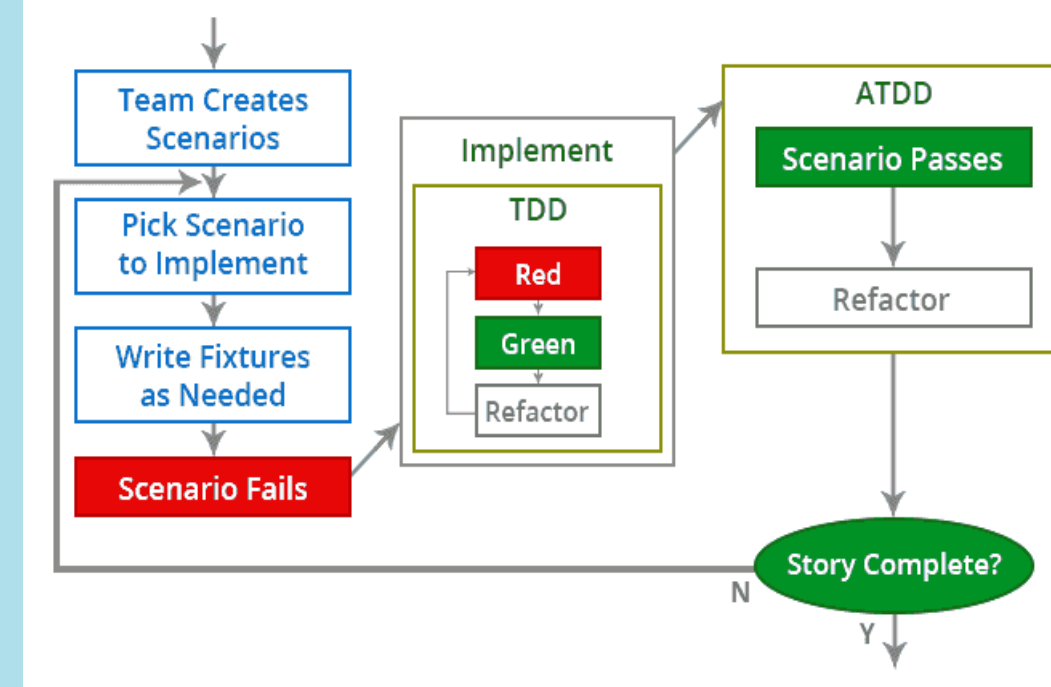 Team Creates
Scenarios
Pick Scenario
to Implement
Write Fixtures
as Needed
Scenario Fails
Implement
TDD
Red
Green
Refactor
ATDD
Scenario Passes
Refactor
Story Complete?
N
Y